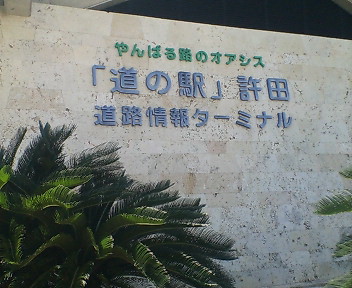 やんばる路のオアシス
「道の駅」許田
道路情報ターミナル